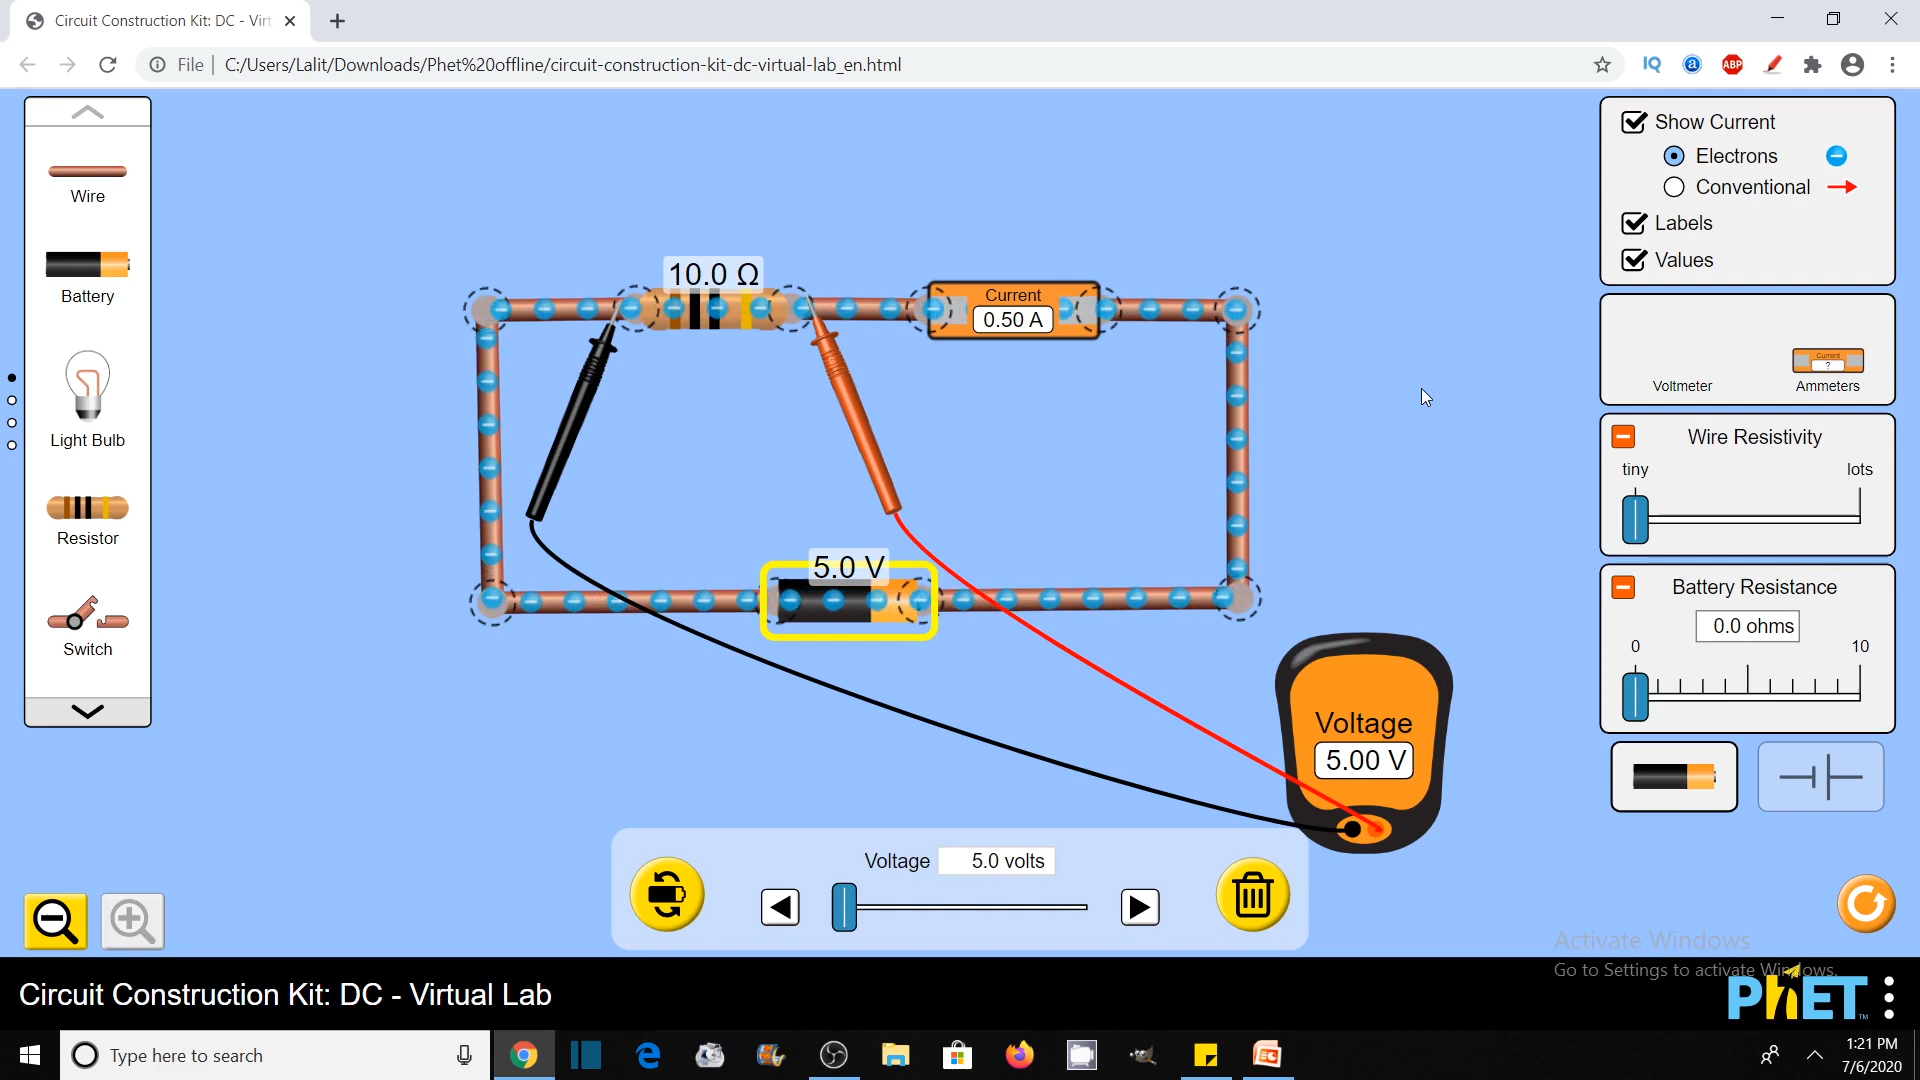 Circuit Construction Kit: DC - Virt
File
C:/Users/Lalit/Downloads/Phet%20offline/circuit-construction-kit-dc-virtual-lab_en.html
IQ
a
ABP
Wire
Battery
Light Bulb
Resistor
Switch
10.0 Ω
Current
0.50 A
5.0 V
Voltage
5.00 V
Show Current
Electrons
Conventional
Labels
Values
Current
?
Voltmeter
Ammeters
Wire Resistivity
tiny
lots
Battery Resistance
0.0 ohms
0
10
Voltage
5.0 volts
Activate Windows
Go to Settings to activate Windows.
Circuit Construction Kit: DC - Virtual Lab
PhET
TM
Type here to search
1:21 PM
7/6/2020